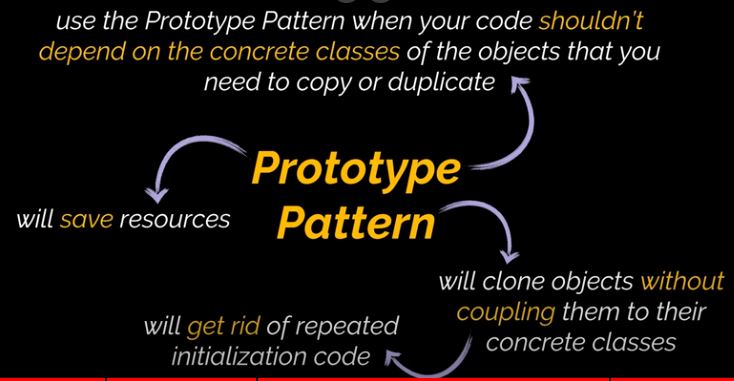 use the Prototype Pattern when your code shouldn't
depend on the concrete classes of the objects that you
need to copy or duplicate
Prototype
Pattern
will save resources
will clone objects without
coupling them to their
concrete classes
will get rid of repeated
initialization code